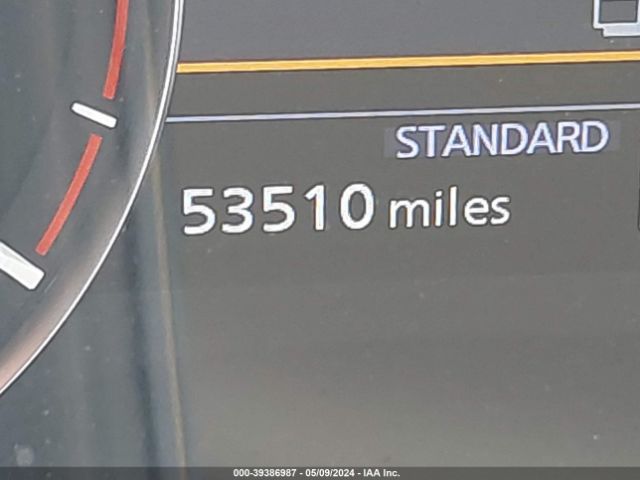 STANDARD
53510 miles
000-39386987 - 05/09/2024 - IAA Inc.